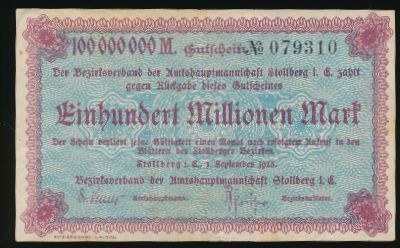 100 000 000 M. Gutschein № 079310
Der Bezirksverband der Amtshauptmannschaft Stollberg i. E. zahlt
gegen Rückgabe dieses Gutscheines
Einhundert Millionen Mark
Der Schein verliert seine Gültigkeit einen Monat nach erfolgtem Aufruf in den
Blättern des Stollberger Bezirkes.
Stollberg i. E., 1. September 1923.
Bezirksverband der Amtshauptmannschaft Stollberg i. E.
Amtshauptmann.